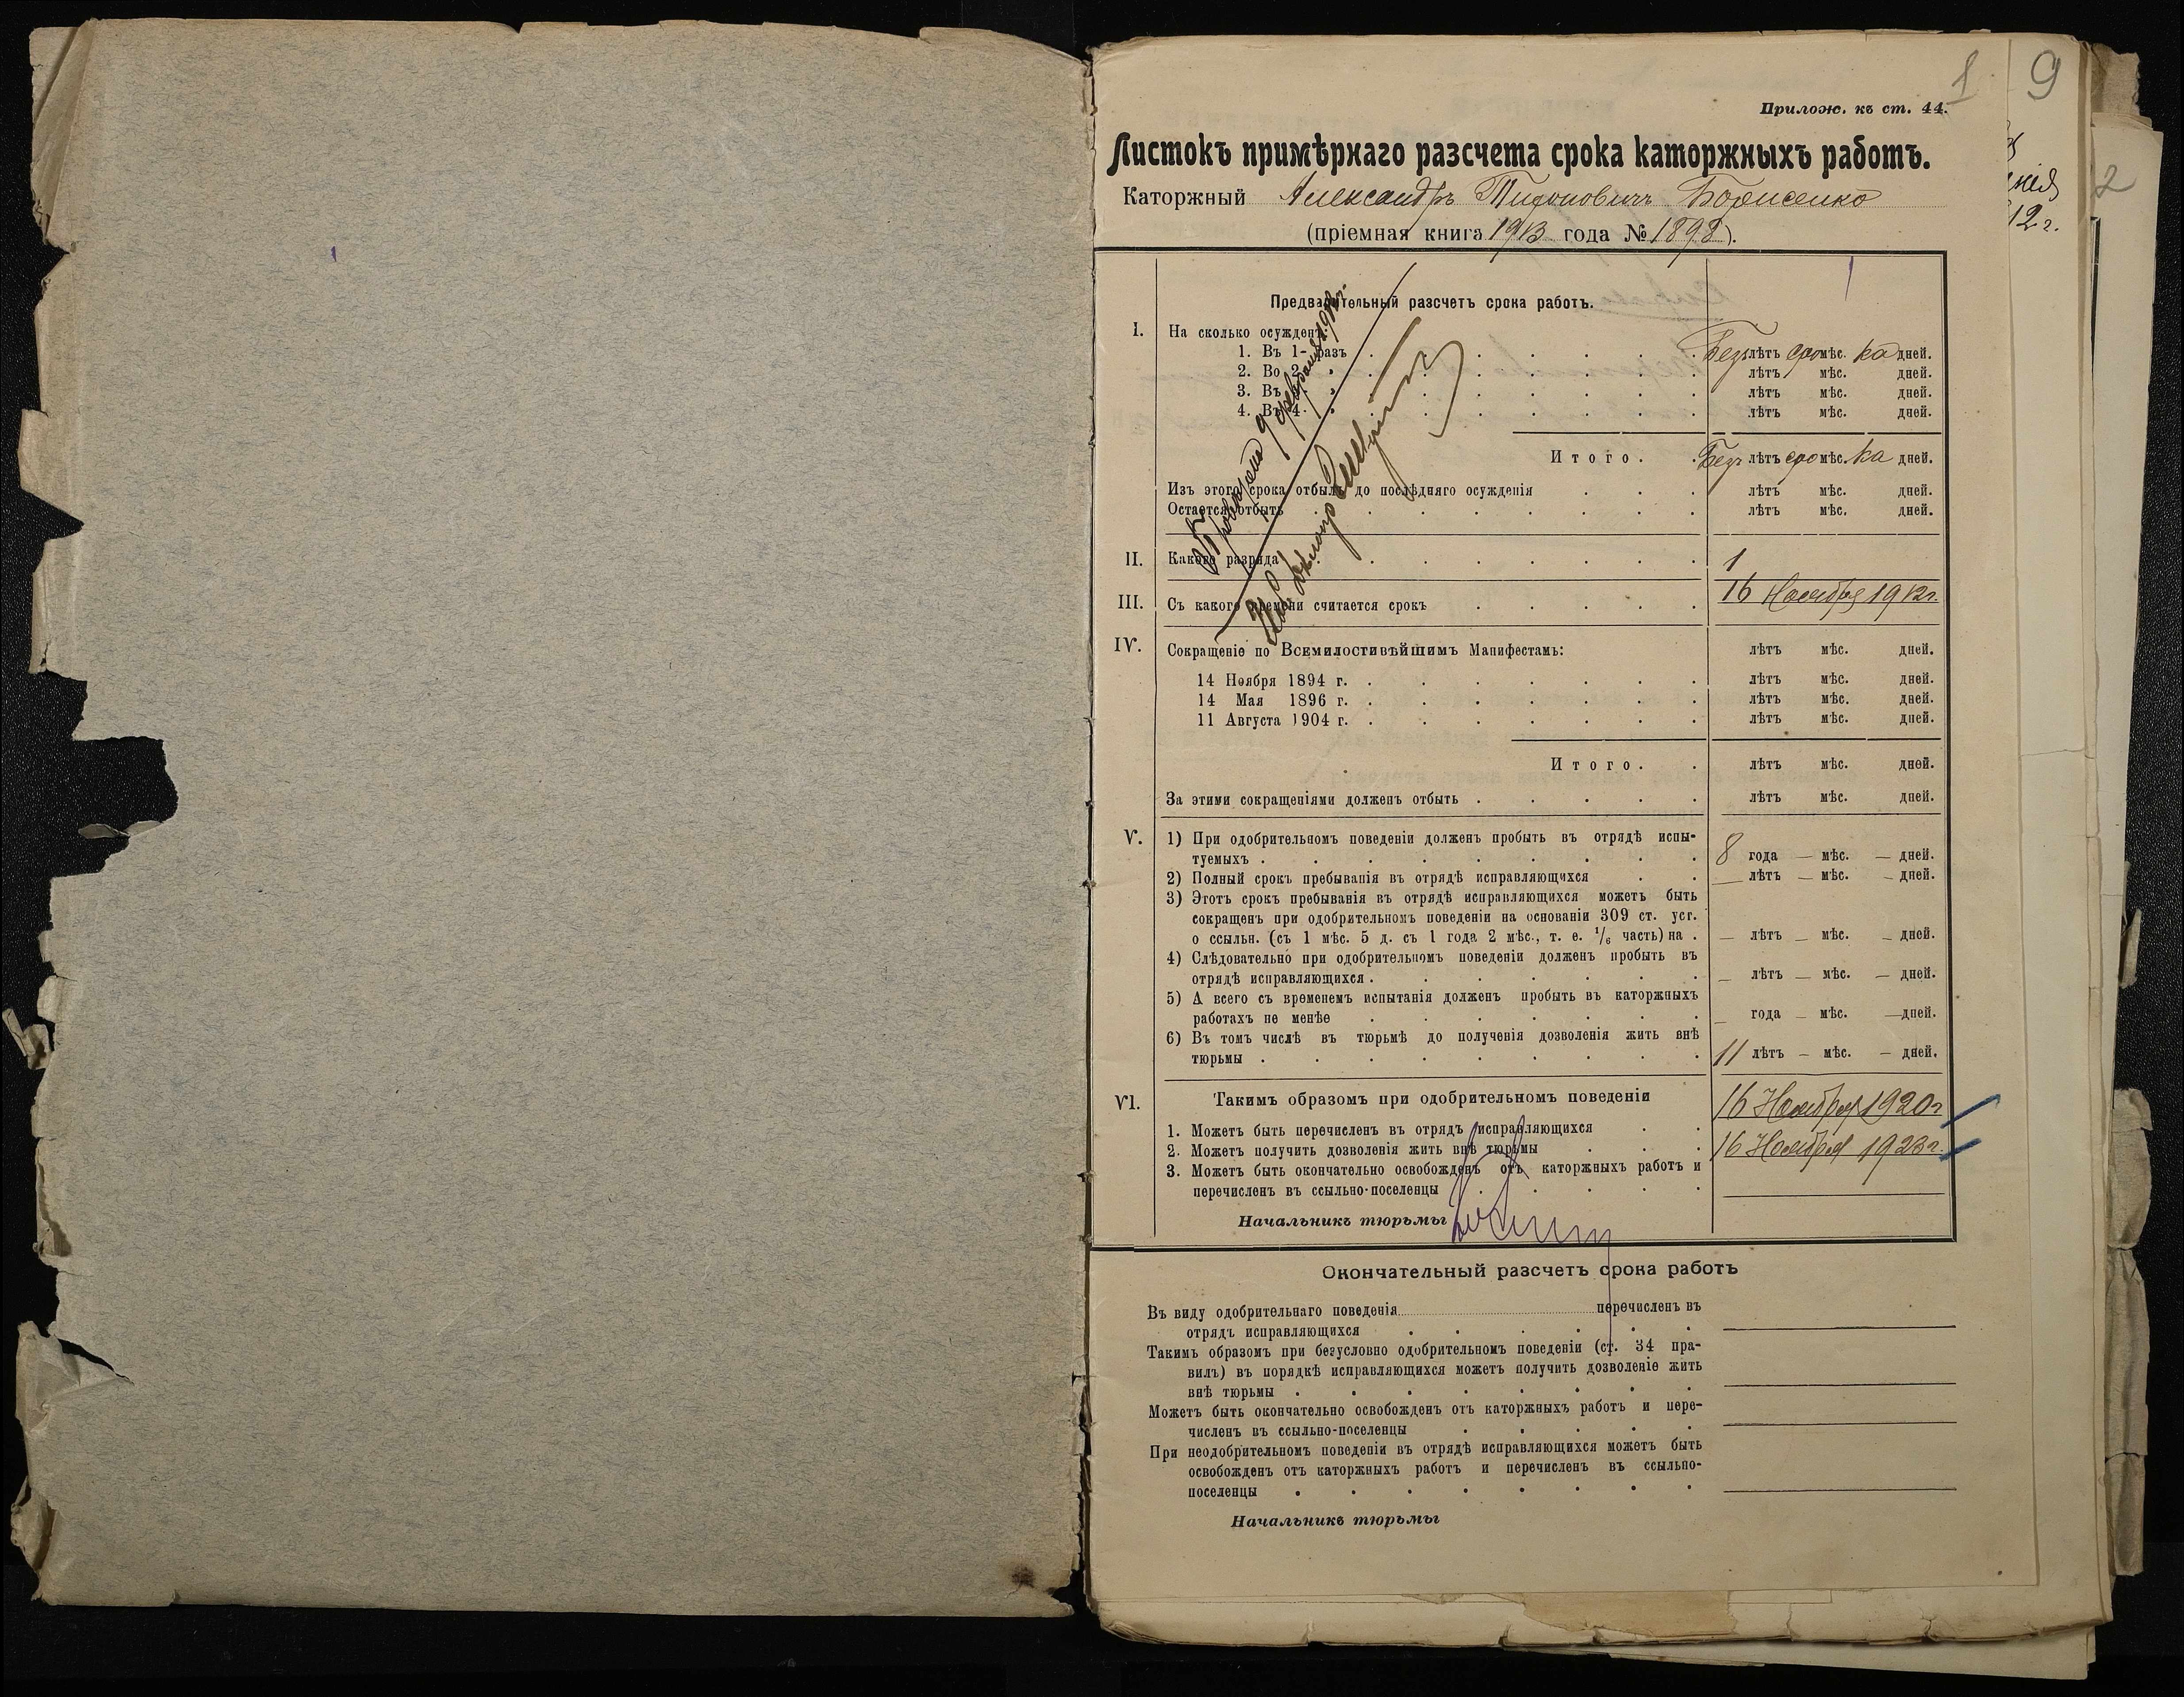 1
9
Прилож. къ ст. 44.
Листокъ примѣрнаго разсчета срока каторжныхъ работъ.
Каторжный Александръ Борисенко
(пріемная книга 1913 года № 1898).
12 г.
2
Предварительный разсчетъ срока работъ.
I. На сколько осужденъ:
1. Въ 1- разъ . . . . . . . Безъ лѣтъ сро мѣс. ка дней.
2. Во 2 „ . . . . . . . лѣтъ мѣс. дней.
3. Въ „ . . . . . . . лѣтъ мѣс. дней.
4. Въ 4- „ . . . . . . . лѣтъ мѣс. дней.
Итого. . Безъ лѣтъ сро мѣс. ка дней.
Изъ этого срока отбылъ до послѣдняго осужденія . . . лѣтъ мѣс. дней.
Остается отбыть . . . . . . . лѣтъ мѣс. дней.
II. Какого разряда . . . . . . . 1
III. Съ какого времени считается срокъ . . . . . 16 Ноября 1912 г.
IV. Сокращеніе по Всемилостивѣйшимъ Манифестамъ: лѣтъ мѣс. дней.
14 Ноября 1894 г. . . . . . . . лѣтъ мѣс. дней.
14 Мая 1896 г. . . . . . . . лѣтъ мѣс. дней.
11 Августа 1904 г. . . . . . . . лѣтъ мѣс. дней.
Итого. . лѣтъ мѣс. дней.
За этими сокращеніями долженъ отбыть . . . . . лѣтъ мѣс. дней.
V. 1) При одобрительномъ поведеніи долженъ пробыть въ отрядѣ испы-
туемыхъ . . . . . . . . . 8 года — мѣс. — дней.
2) Полный срокъ пребыванія въ отрядѣ исправляющихся . . — лѣтъ — мѣс. — дней.
3) Этотъ срокъ пребыванія въ отрядѣ исправляющихся можетъ быть
сокращенъ при одобрительномъ поведеніи на основаніи 309 ст. уст.
о ссыльн. (съ 1 мѣс. 5 д. съ 1 года 2 мѣс., т. е. 1/6 часть) на . — лѣтъ — мѣс. — дней.
4) Слѣдовательно при одобрительномъ поведеніи долженъ пробыть въ
отрядѣ исправляющихся . . . . . . . — лѣтъ — мѣс. — дней.
5) А всего съ временемъ испытанія долженъ пробыть въ каторжныхъ
работахъ не менѣе . . . . . . . — года — мѣс. — дней.
6) Въ томъ числѣ въ тюрьмѣ до полученія дозволенія жить внѣ
тюрьмы . . . . . . . . . 11 лѣтъ — мѣс. — дней.
VI. Такимъ образомъ при одобрительномъ поведеніи
1. Можетъ быть перечисленъ въ отрядъ исправляющихся . . 16 Ноября 1920 г
2. Можетъ получить дозволенія жить внѣ тюрьмы . . . 16 Ноября 1923 г.
3. Можетъ быть окончательно освобожденъ отъ каторжныхъ работъ и
перечисленъ въ ссыльно-поселенцы . . . . .
Начальникъ тюрьмы
Окончательный разсчетъ срока работъ
Въ виду одобрительнаго поведенія перечисленъ въ
отрядъ исправляющихся . . . . . .
Такимъ образомъ при безусловно одобрительномъ поведеніи (ст. 34 пра-
вилъ) въ порядкѣ исправляющихся можетъ получить дозволеніе жить
внѣ тюрьмы . . . . . . . .
Можетъ быть окончательно освобожденъ отъ каторжныхъ работъ и пере-
численъ въ ссыльно-поселенцы . . . . .
При неодобрительномъ поведеніи въ отрядѣ исправляющихся можетъ быть
освобожденъ отъ каторжныхъ работъ и перечисленъ въ ссыльно-
поселенцы . . . . . . . .
Начальникъ тюрьмы